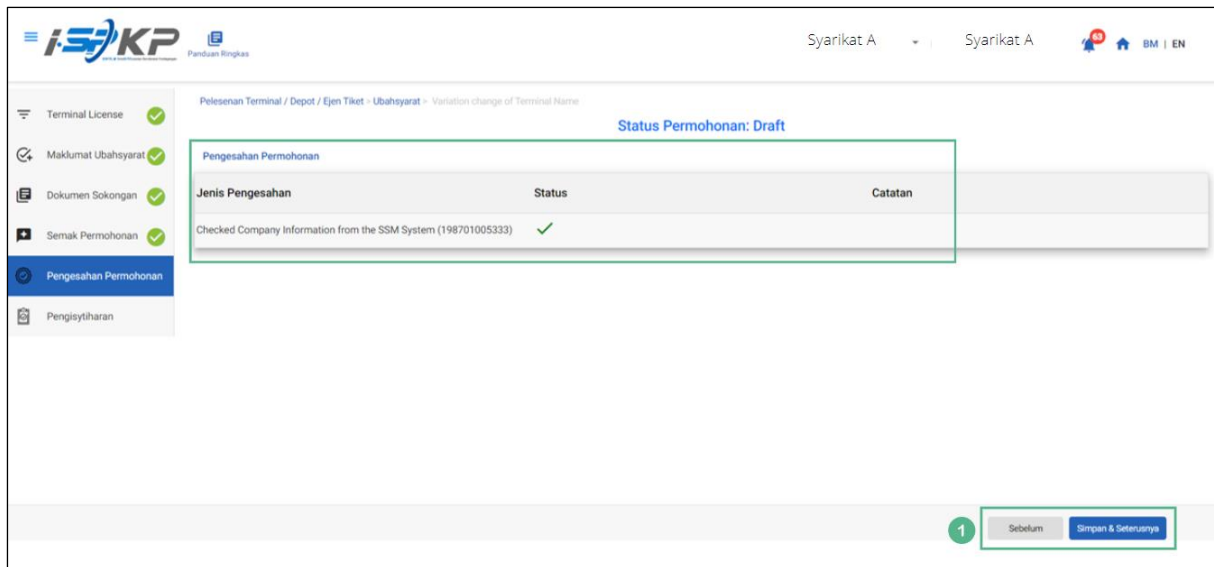 i-SPKP
Panduan Ringkas
Syarikat A
Syarikat A
63
BM | EN
Terminal License
Maklumat Ubahsyarat
Dokumen Sokongan
Semak Permohonan
Pengesahan Permohonan
Pengisytiharan
Pelesenan Terminal / Depot / Ejen Tiket > Ubahsyarat > Variation change of Terminal Name
Status Permohonan: Draft
Pengesahan Permohonan
Jenis Pengesahan Status Catatan
Checked Company Information from the SSM System (198701005333)
1 Sebelum Simpan & Seterusnya